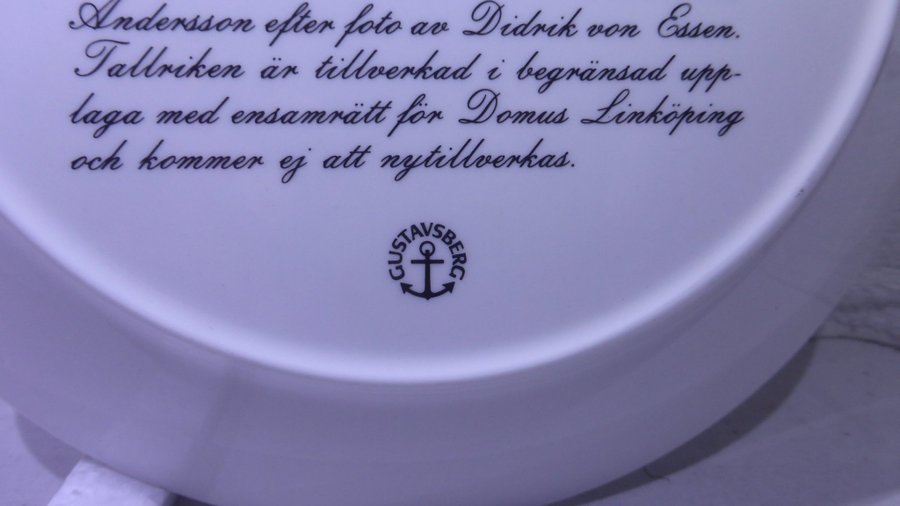 Andersson efter foto av Didrik von Essen.
Tallriken är tillverkad i begränsad upp-
laga med ensamrätt för Domus Linköping
och kommer ej att nytillverkas.
GUSTAVSBERG